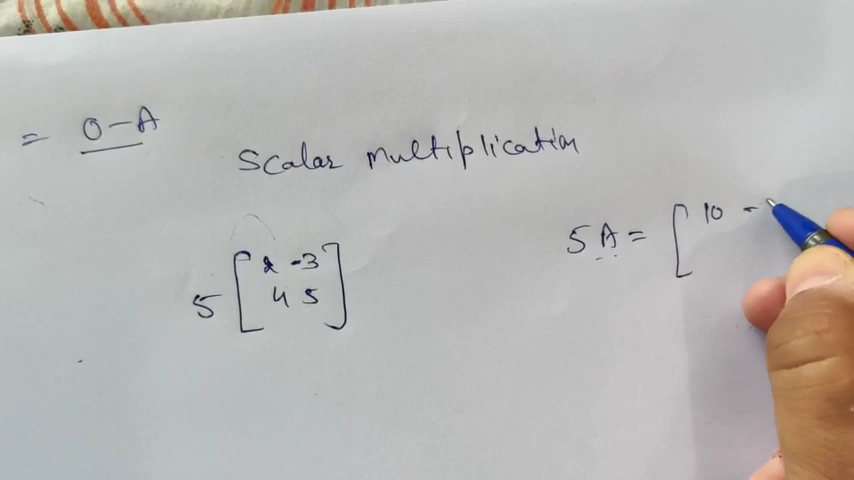 = 0-A
Scalar Multiplication
5 [ 2 -3
4 5 ]
5A = [ 10 -